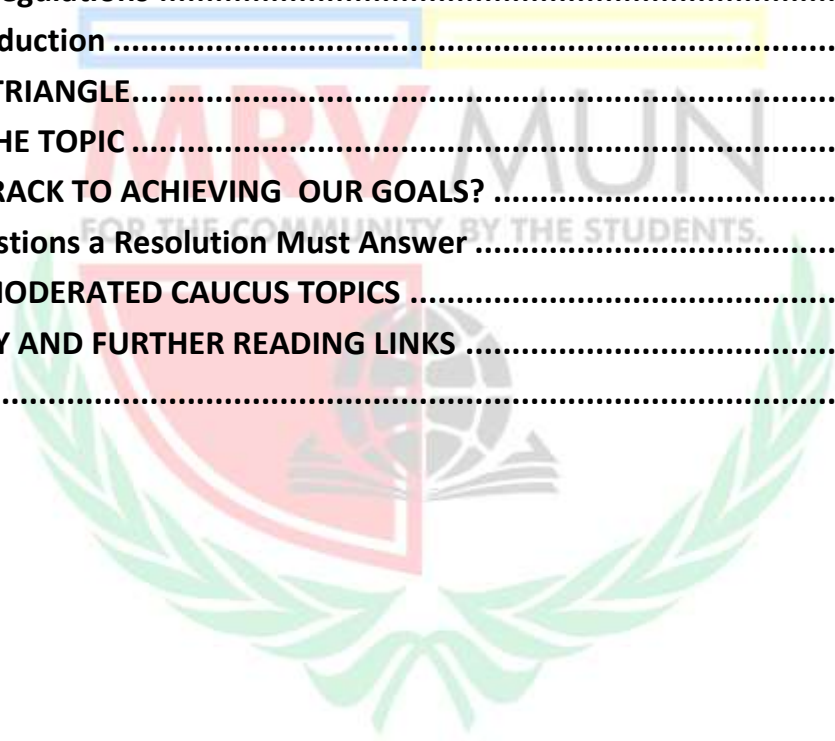 egulations ........................................................................................
duction ...............................................................................................
TRIANGLE.............................................................................................
MRV MUN
HE TOPIC ..............................................................................................
RACK TO ACHIEVING OUR GOALS? .............................................
FOR THE COMMUNITY, BY THE STUDENTS.
stions a Resolution Must Answer ................................................
MODERATED CAUCUS TOPICS .........................................................
Y AND FURTHER READING LINKS .................................................
...........................................................................................................